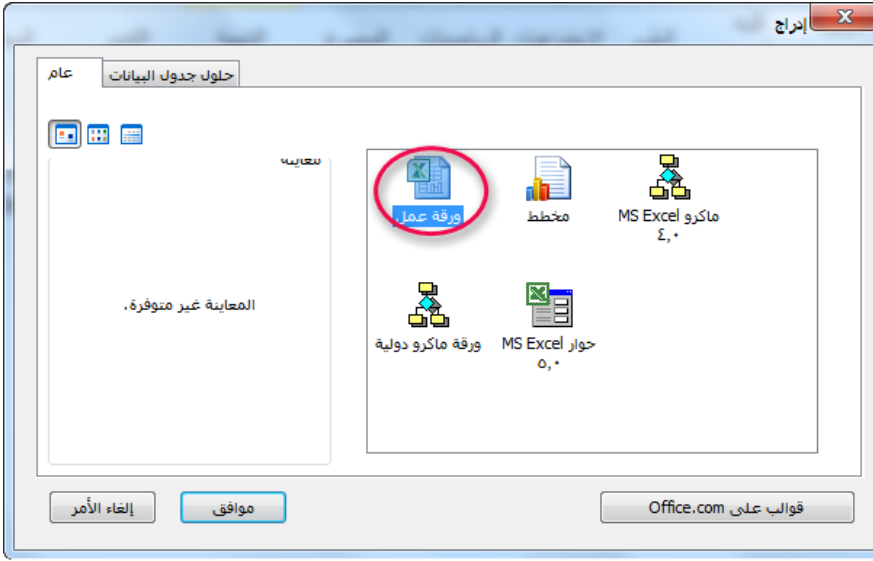 إدراج
عام
حلول جدول البيانات
معاينة
المعاينة غير متوفرة.
ورقة عمل
مخطط
ماكرو MS Excel
٤,٠
ورقة ماكرو دولية
حوار MS Excel
٥,٠
إلغاء الأمر
موافق
قوالب على Office.com